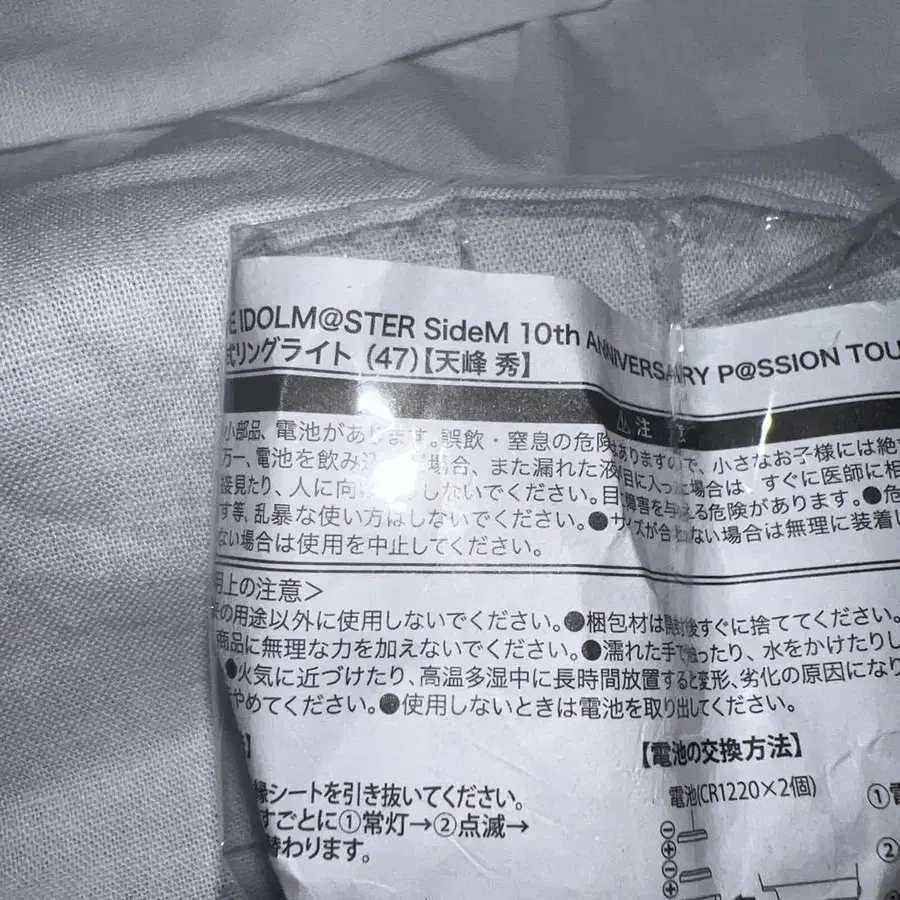 E IDOLM@STER SideM 10th ANNIVERSARY P@SSION TOU
式リングライト (47)【天峰 秀】
注 意
小部品、電池があります。誤飲・窒息の危険がありますので、小さなお子様には絶
万一、電池を飲み込 場合、また漏れた液 目に入った場合は、すぐに医師に相
接見たり、人に向け しないでください。目に障害を与える危険があります。●危
す等、乱暴な使い方はしないでください。●サイズが合わない場合は無理に装着
ない場合は使用を中止してください。
用上の注意＞
の用途以外に使用しないでください。●梱包材は開封後すぐに捨ててください。
商品に無理な力を加えないでください。●濡れた手で触ったり、水をかけたりし
●火気に近づけたり、高温多湿中に長時間放置すると変形、劣化の原因になり
やめてください。●使用しないときは電池を取り出してください。
】
【電池の交換方法】
縁シートを引き抜いてください。
電池(CR1220×2個)
すごとに①常灯→②点滅→
替わります。
①電
②
⊖
⊕
⊖
⊕